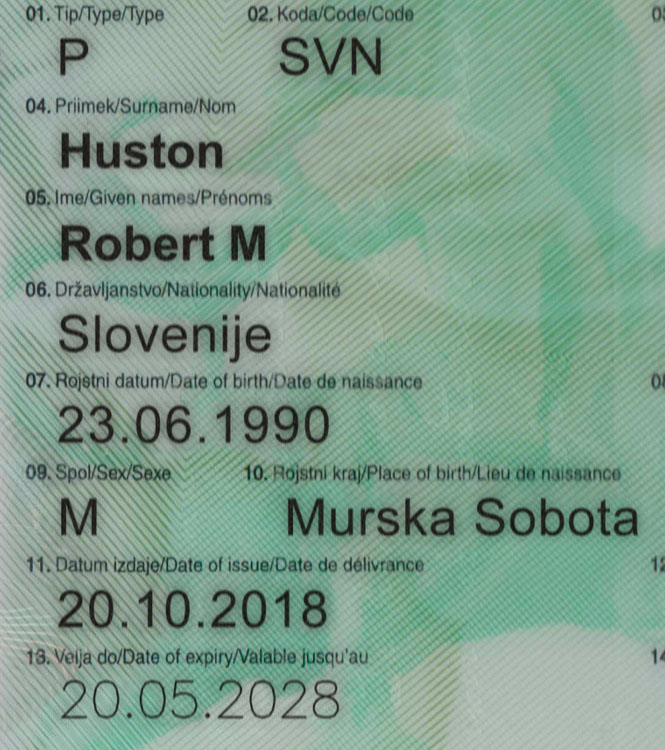 01. Tip/Type/Type 02. Koda/Code/Code
P SVN
04. Priimek/Surname/Nom
Huston
05. Ime/Given names/Prénoms
Robert M
06. Državljanstvo/Nationality/Nationalité
Slovenije
07. Rojstni datum/Date of birth/Date de naissance
23.06.1990
09. Spol/Sex/Sexe 10. Rojstni kraj/Place of birth/Lieu de naissance
M Murska Sobota
11. Datum izdaje/Date of issue/Date de délivrance
20.10.2018
13. Velja do/Date of expiry/Valable jusqu'au
20.05.2028